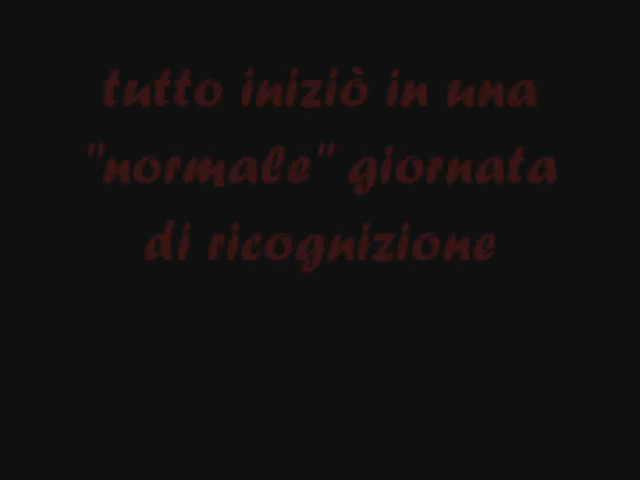 tutto iniziò in una
"normale" giornata
di ricognizione